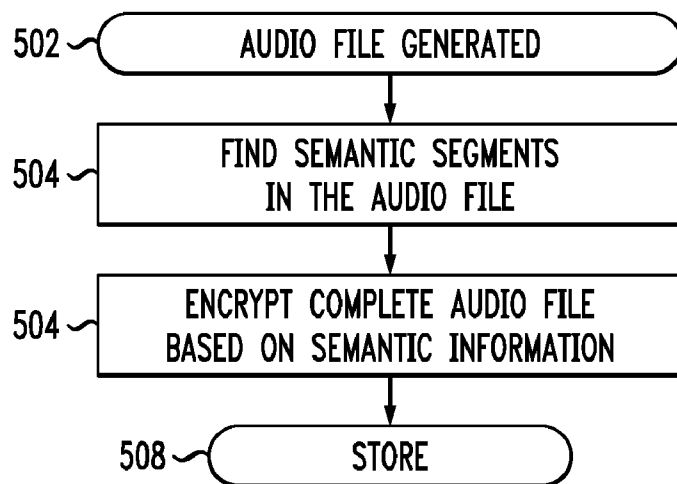 502 AUDIO FILE GENERATED
504 FIND SEMANTIC SEGMENTS
IN THE AUDIO FILE
504 ENCRYPT COMPLETE AUDIO FILE
BASED ON SEMANTIC INFORMATION
508 STORE